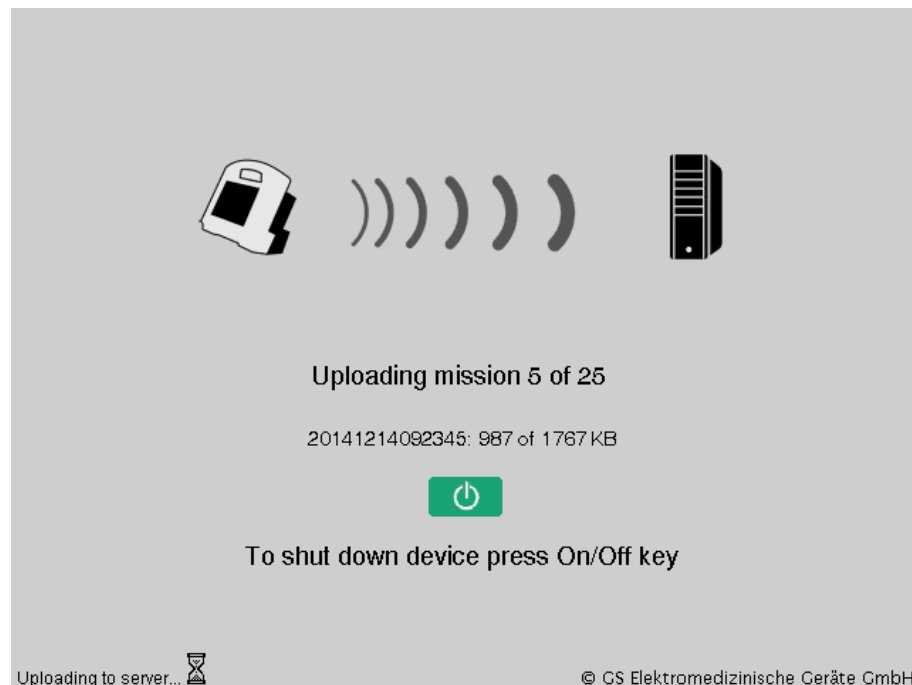 Uploading mission 5 of 25
20141214092345: 987 of 1767 KB
To shut down device press On/Off key
Uploading to server...
© GS Elektromedizinische Geräte GmbH